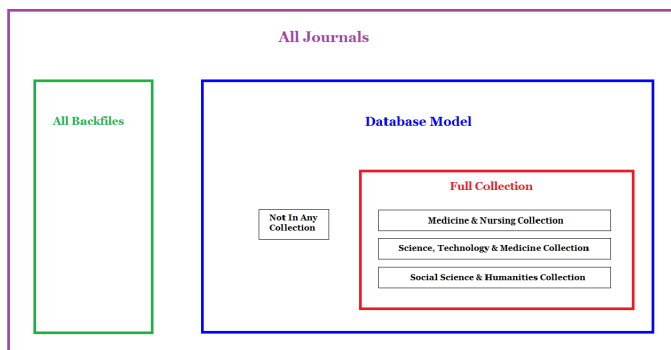 All Journals
All Backfiles
Database Model
Full Collection
Not In Any
Collection
Medicine & Nursing Collection
Science, Technology & Medicine Collection
Social Science & Humanities Collection